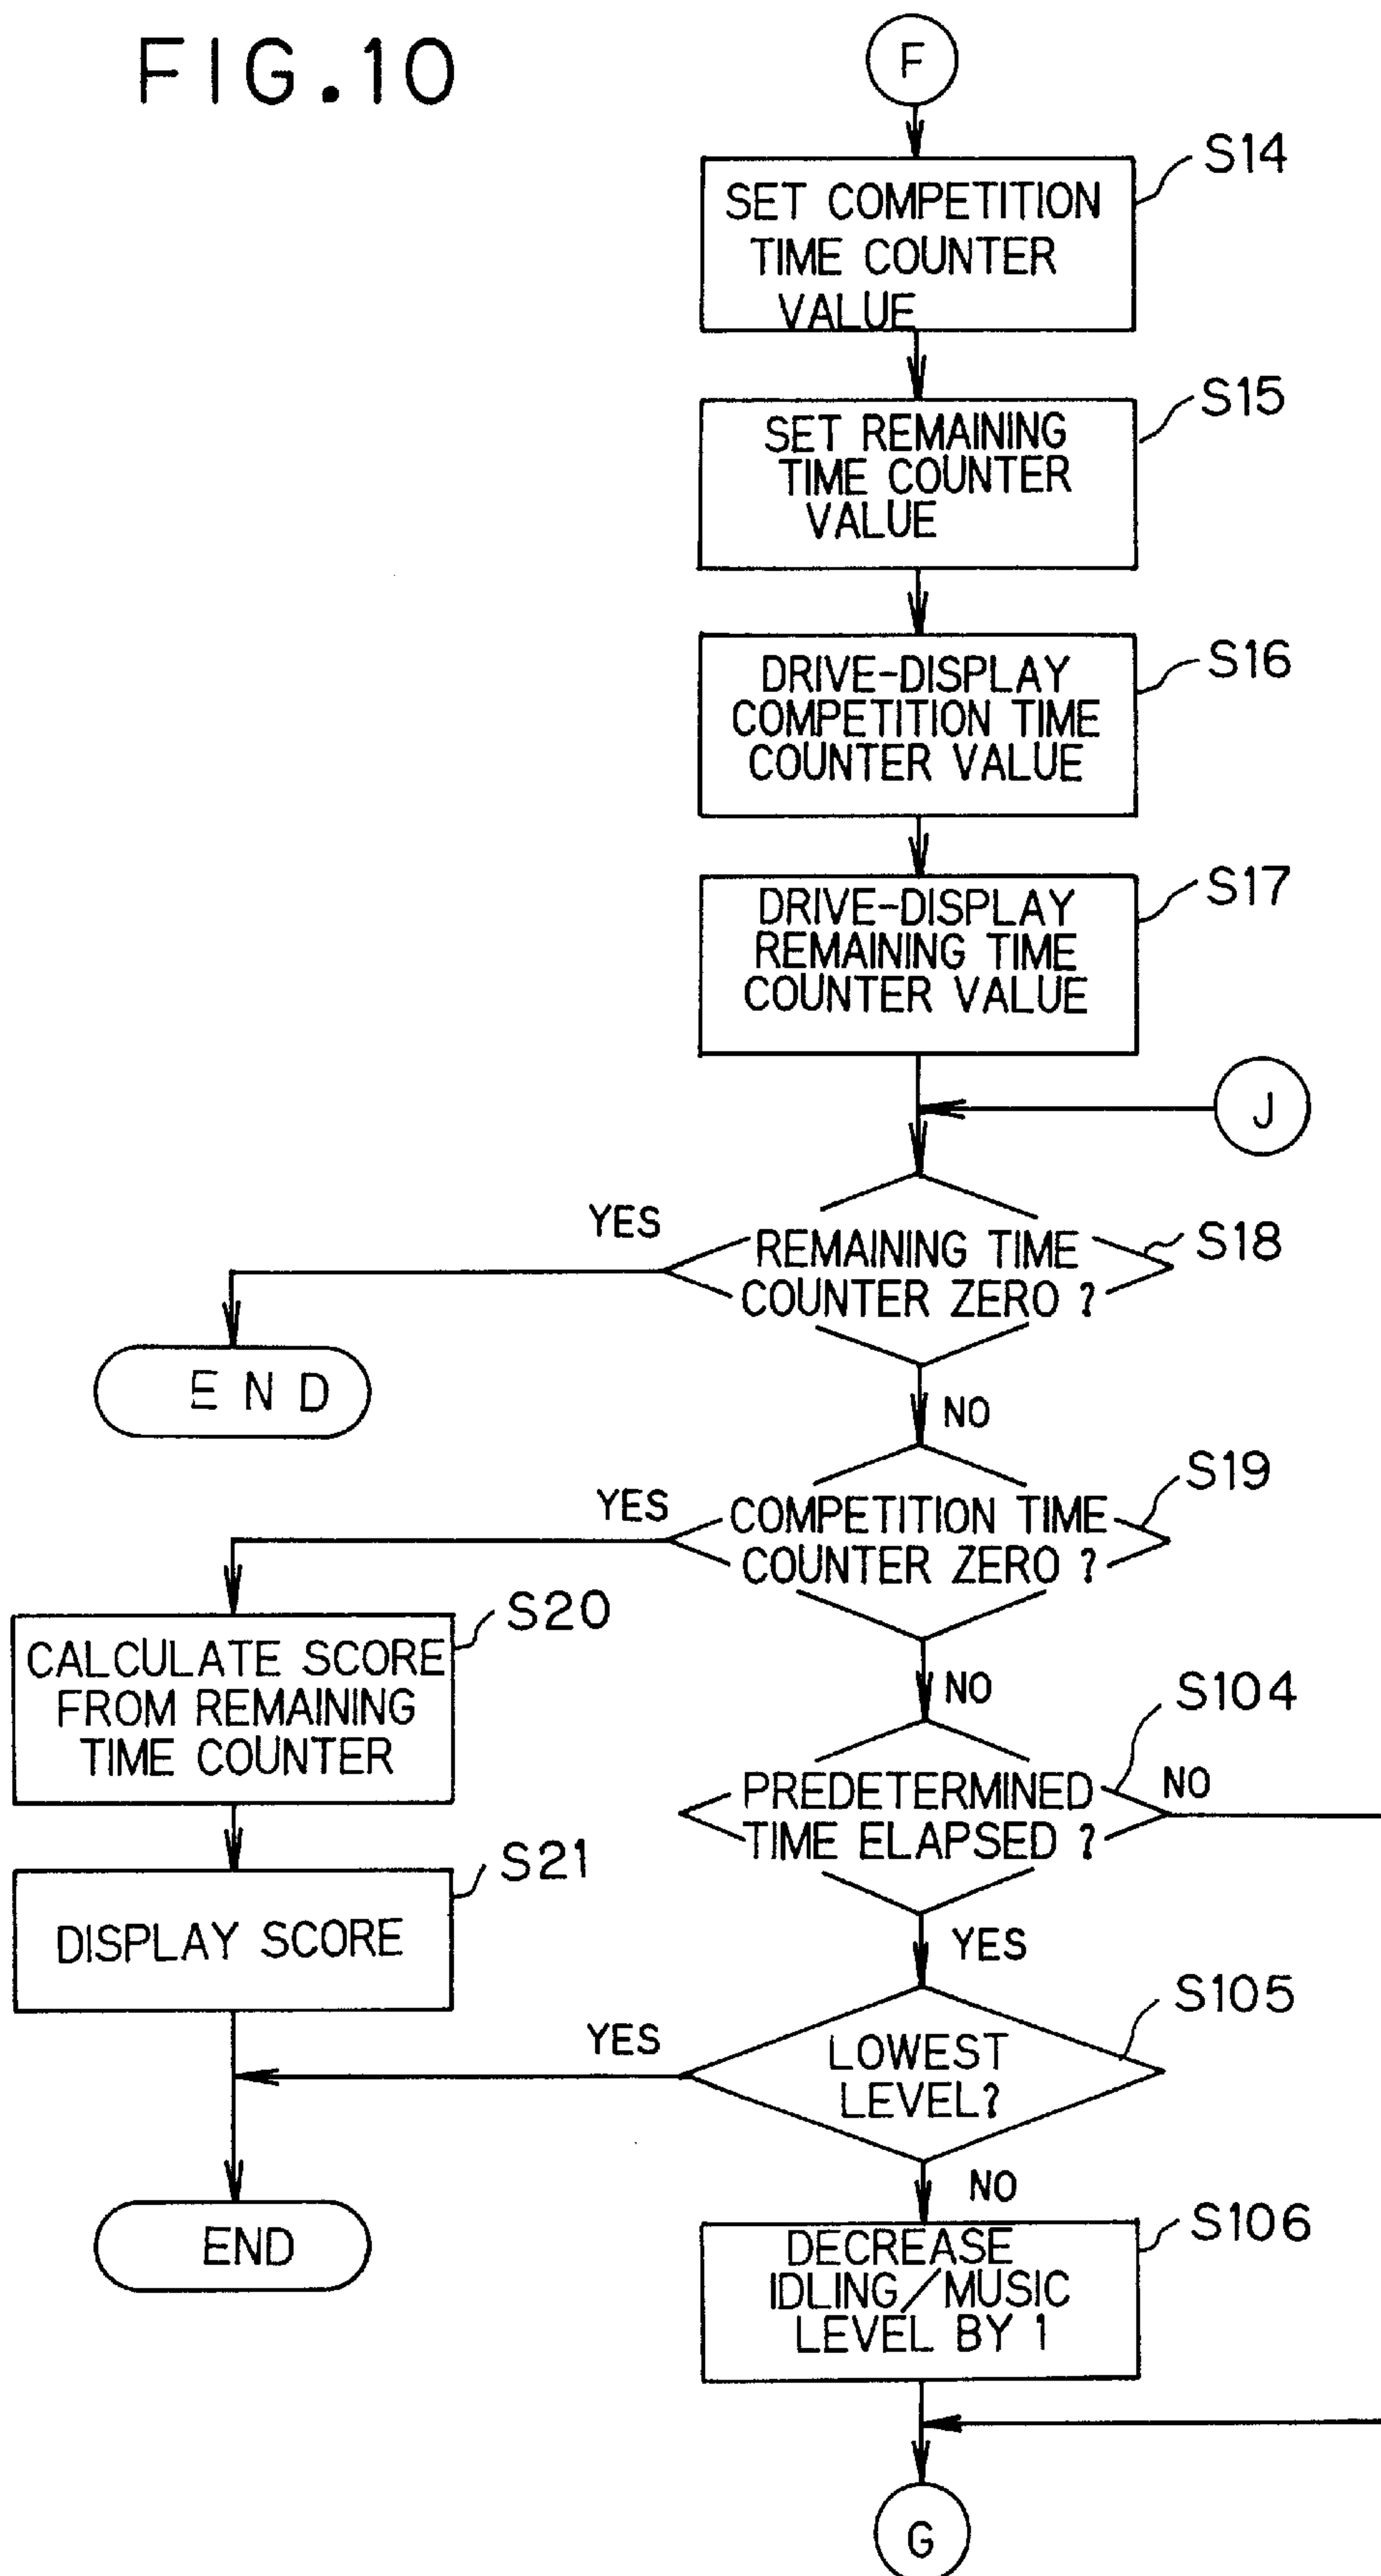 FIG.10
F
S14
SET COMPETITION
TIME COUNTER
VALUE
S15
SET REMAINING
TIME COUNTER
VALUE
S16
DRIVE-DISPLAY
COMPETITION TIME
COUNTER VALUE
S17
DRIVE-DISPLAY
REMAINING TIME
COUNTER VALUE
J
YES
REMAINING TIME
COUNTER ZERO ?
S18
END
NO
YES
COMPETITION TIME
COUNTER ZERO ?
S19
S20
CALCULATE SCORE
FROM REMAINING
TIME COUNTER
NO
S104
PREDETERMINED
TIME ELAPSED ?
NO
S21
DISPLAY SCORE
YES
S105
YES
LOWEST
LEVEL?
NO
END
S106
DECREASE
IDLING/MUSIC
LEVEL BY 1
G